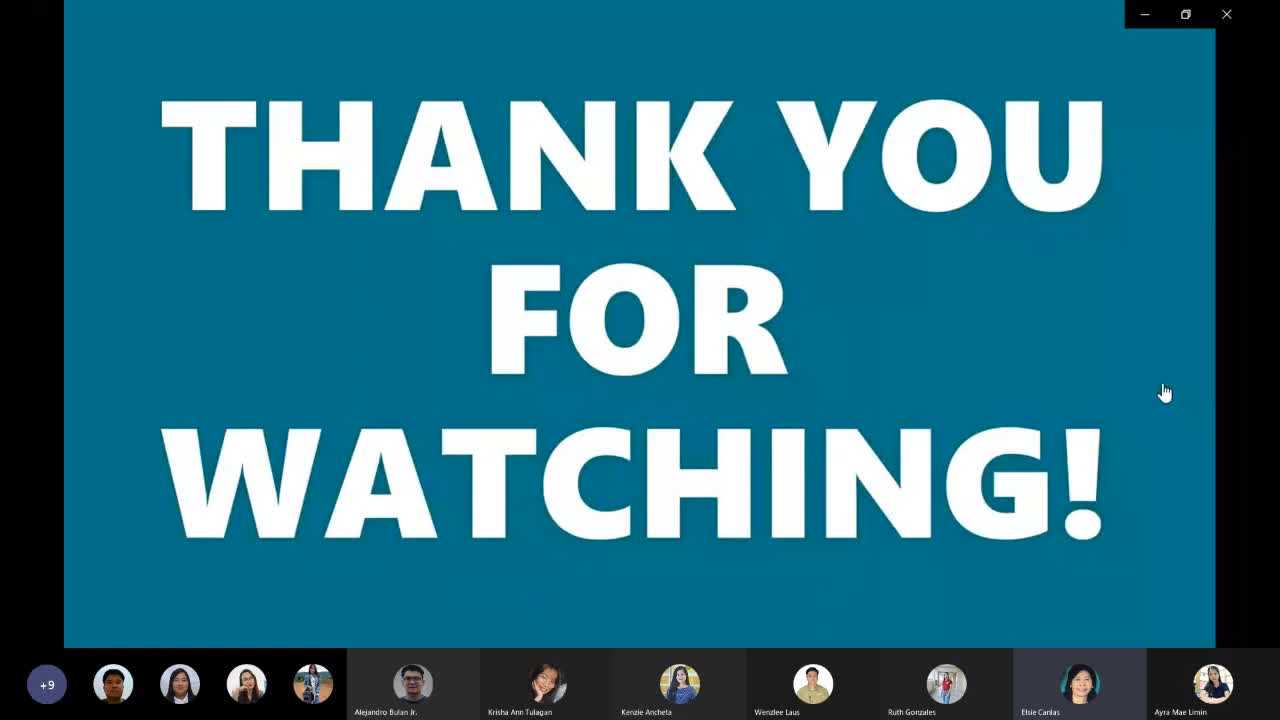 THANK YOU
FOR
WATCHING!
+9
Alejandro Bulan Jr.
Krisha Ann Tulagan
Kenzie Ancheta
Wenzlee Laus
Ruth Gonzales
Elsie Canlas
Ayra Mae Limin